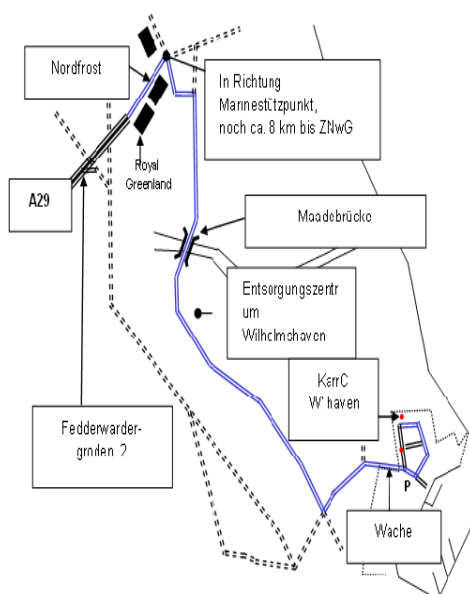 Nordfrost
In Richtung
Marinestützpunkt,
noch ca. 8 km bis ZNwG
Royal
Greenland
A29
Maadebrücke
Entsorgungszentr
um
Wilhelmshaven
KarrC
W'haven
Fedderwarder-
groden 2
P
Wache